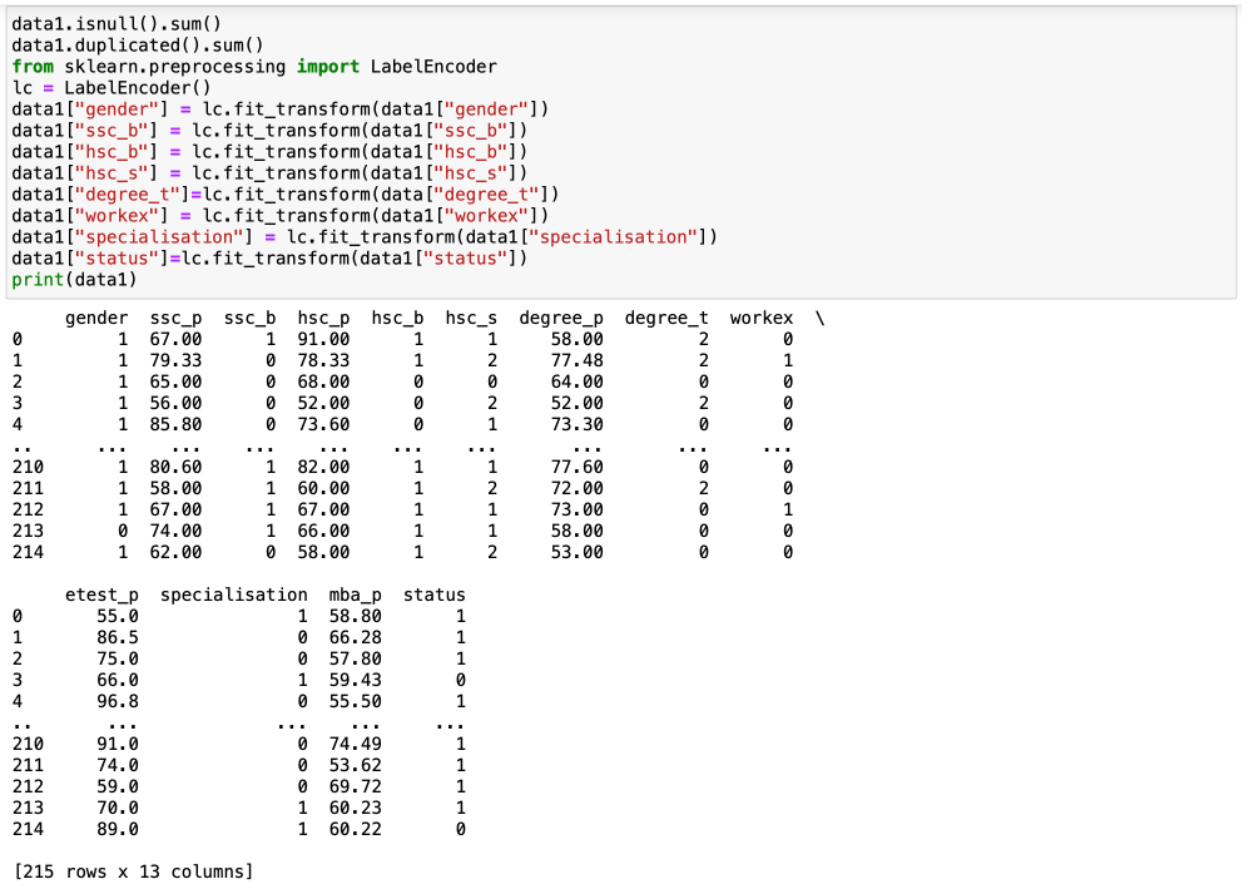 data1.isnull().sum()
data1.duplicated().sum()
from sklearn.preprocessing import LabelEncoder
lc = LabelEncoder()
data1["gender"] = lc.fit_transform(data1["gender"])
data1["ssc_b"] = lc.fit_transform(data1["ssc_b"])
data1["hsc_b"] = lc.fit_transform(data1["hsc_b"])
data1["hsc_s"] = lc.fit_transform(data1["hsc_s"])
data1["degree_t"]=lc.fit_transform(data["degree_t"])
data1["workex"] = lc.fit_transform(data1["workex"])
data1["specialisation"] = lc.fit_transform(data1["specialisation"])
data1["status"]=lc.fit_transform(data1["status"])
print(data1)
     gender  ssc_p  ssc_b  hsc_p  hsc_b  hsc_s  degree_p  degree_t  workex  \
0         1  67.00      1  91.00      1      1     58.00         2       0
1         1  79.33      0  78.33      1      2     77.48         2       1
2         1  65.00      0  68.00      0      0     64.00         0       0
3         1  56.00      0  52.00      0      2     52.00         2       0
4         1  85.80      0  73.60      0      1     73.30         0       0
..      ...    ...    ...    ...    ...    ...       ...       ...     ...
210       1  80.60      1  82.00      1      1     77.60         0       0
211       1  58.00      1  60.00      1      2     72.00         2       0
212       1  67.00      1  67.00      1      1     73.00         0       1
213       0  74.00      1  66.00      1      1     58.00         0       0
214       1  62.00      0  58.00      1      2     53.00         0       0
     etest_p  specialisation  mba_p  status
0       55.0               1  58.80       1
1       86.5               0  66.28       1
2       75.0               0  57.80       1
3       66.0               1  59.43       0
4       96.8               0  55.50       1
..       ...             ...    ...     ...
210     91.0               0  74.49       1
211     74.0               0  53.62       1
212     59.0               0  69.72       1
213     70.0               1  60.23       1
214     89.0               1  60.22       0
[215 rows x 13 columns]